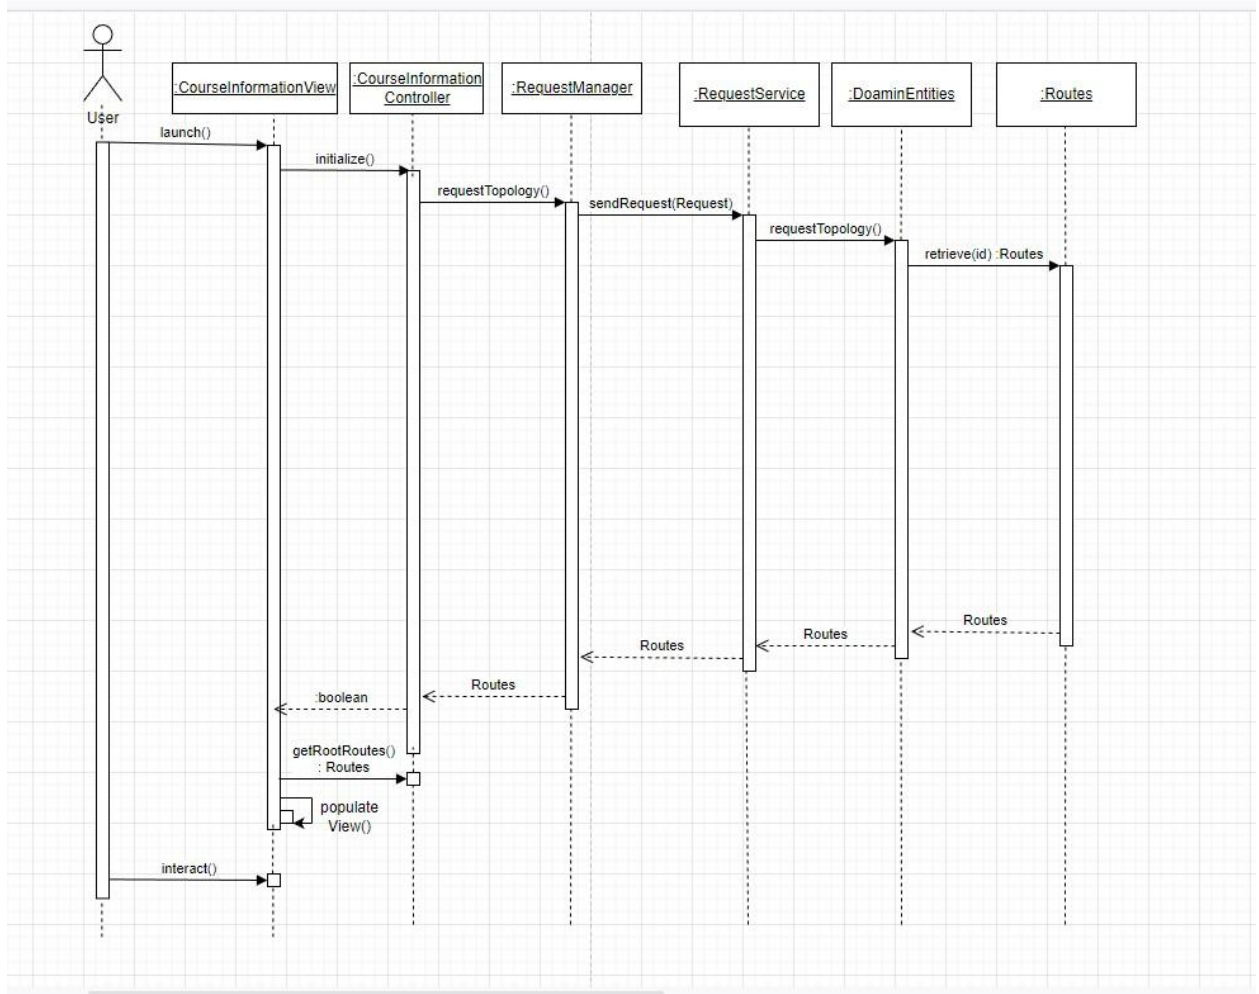 User
:CourseInformationView
:CourseInformation
Controller
:RequestManager
:RequestService
:DoaminEntities
:Routes
launch()
initialize()
requestTopology()
sendRequest(Request)
requestTopology()
retrieve(id) :Routes
Routes
Routes
Routes
Routes
:boolean
getRootRoutes()
: Routes
populate
View()
interact()